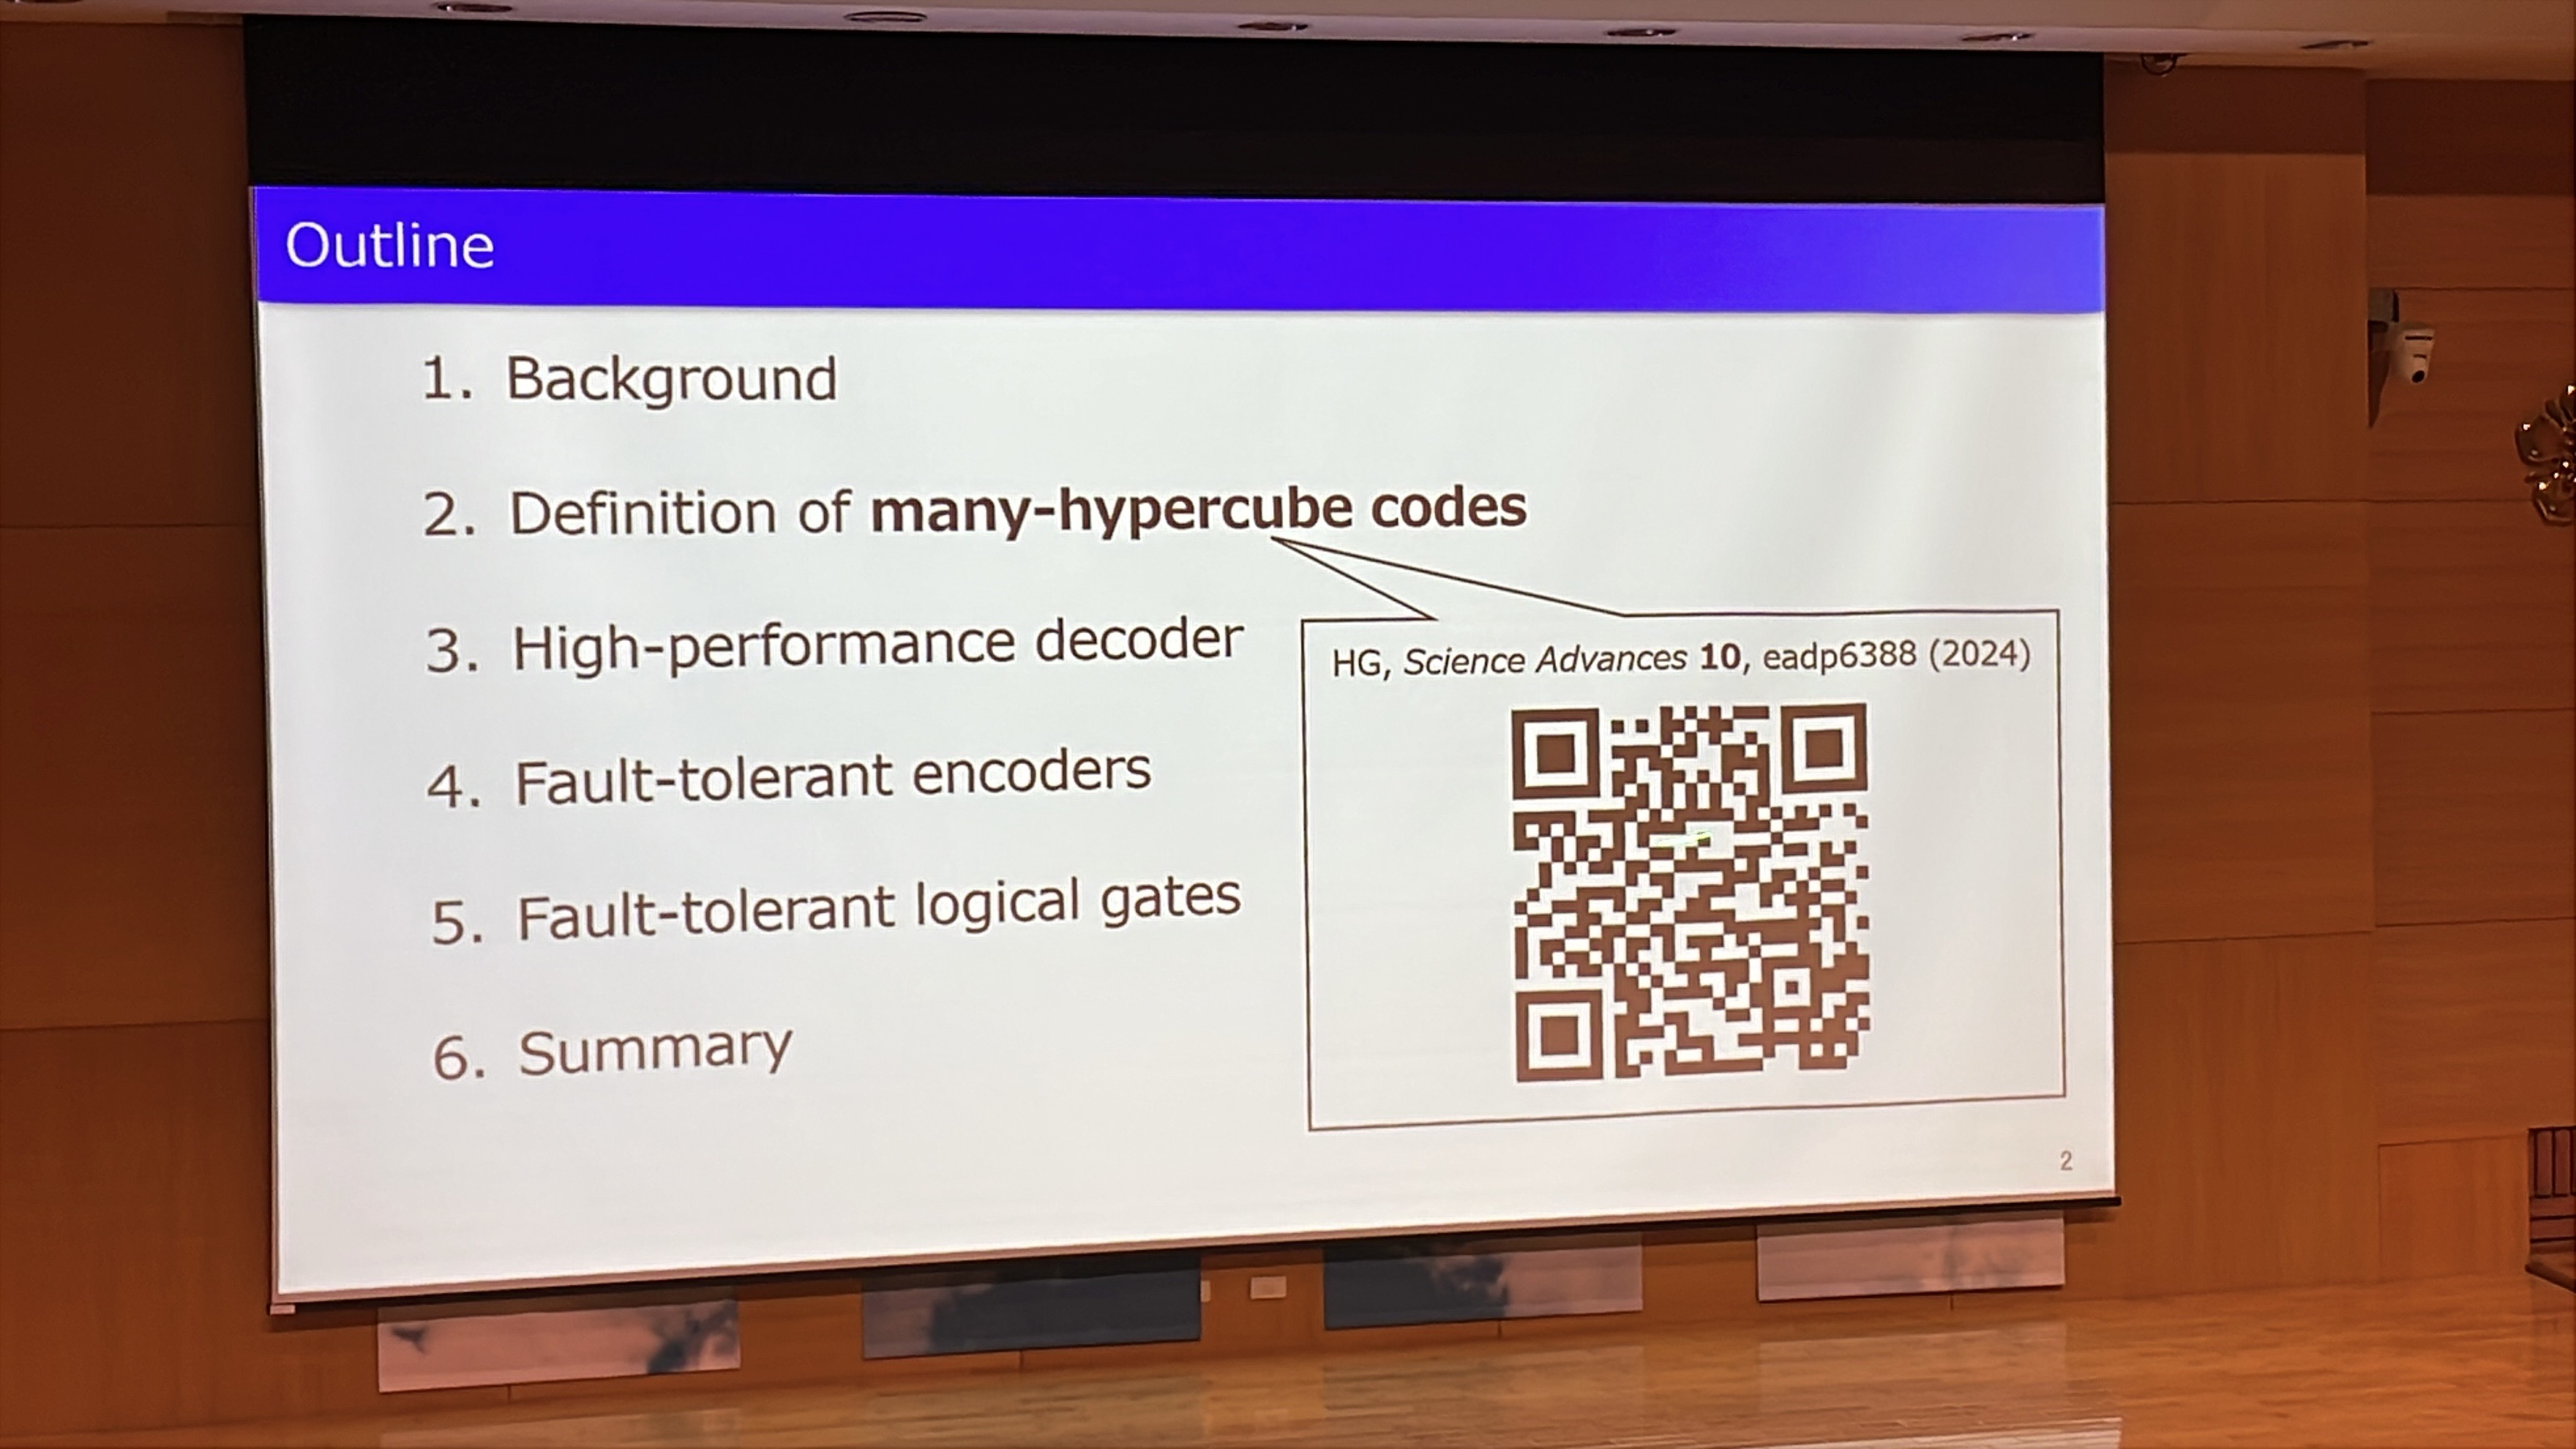 Outline
1. Background
2. Definition of many-hypercube codes
3. High-performance decoder
HG, Science Advances 10, eadp6388 (2024)
4. Fault-tolerant encoders
5. Fault-tolerant logical gates
6. Summary
2